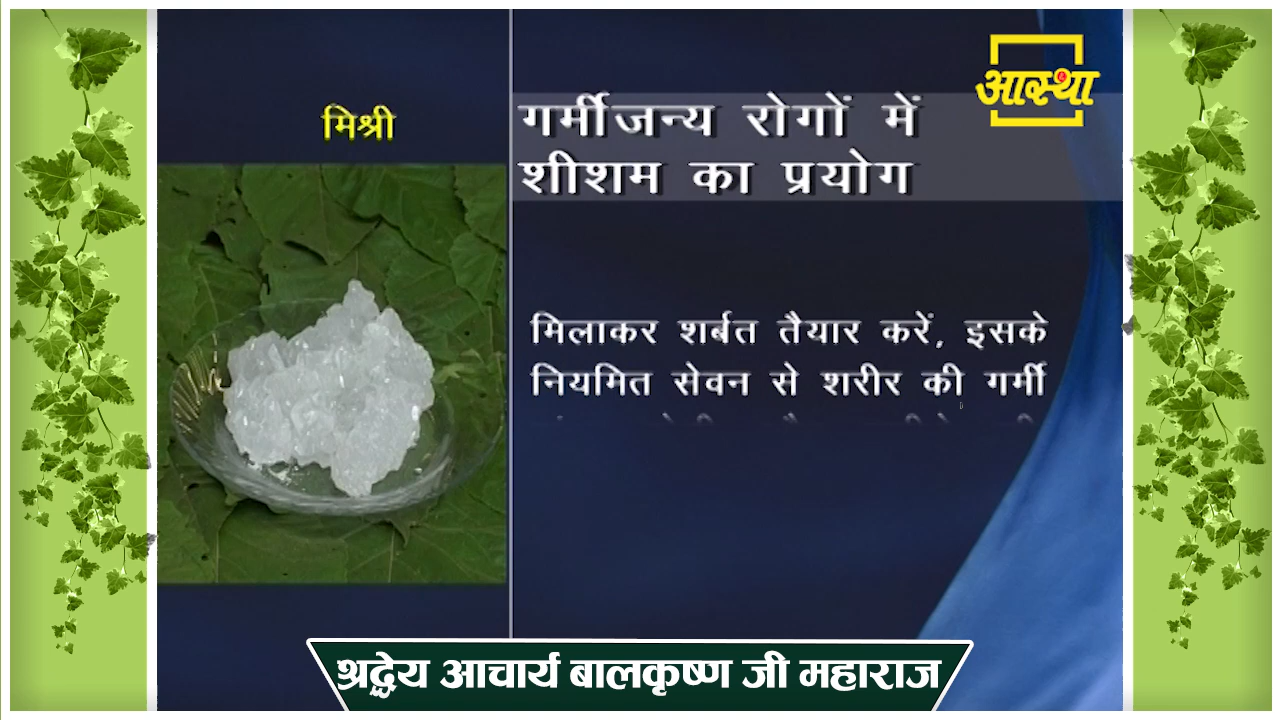 आस्था
मिश्री
गर्मीजन्य रोगों में
शीशम का प्रयोग
मिलाकर शर्बत तैयार करें, इसके
नियमित सेवन से शरीर की गर्मी
श्रद्धेय आचार्य बालकृष्ण जी महाराज